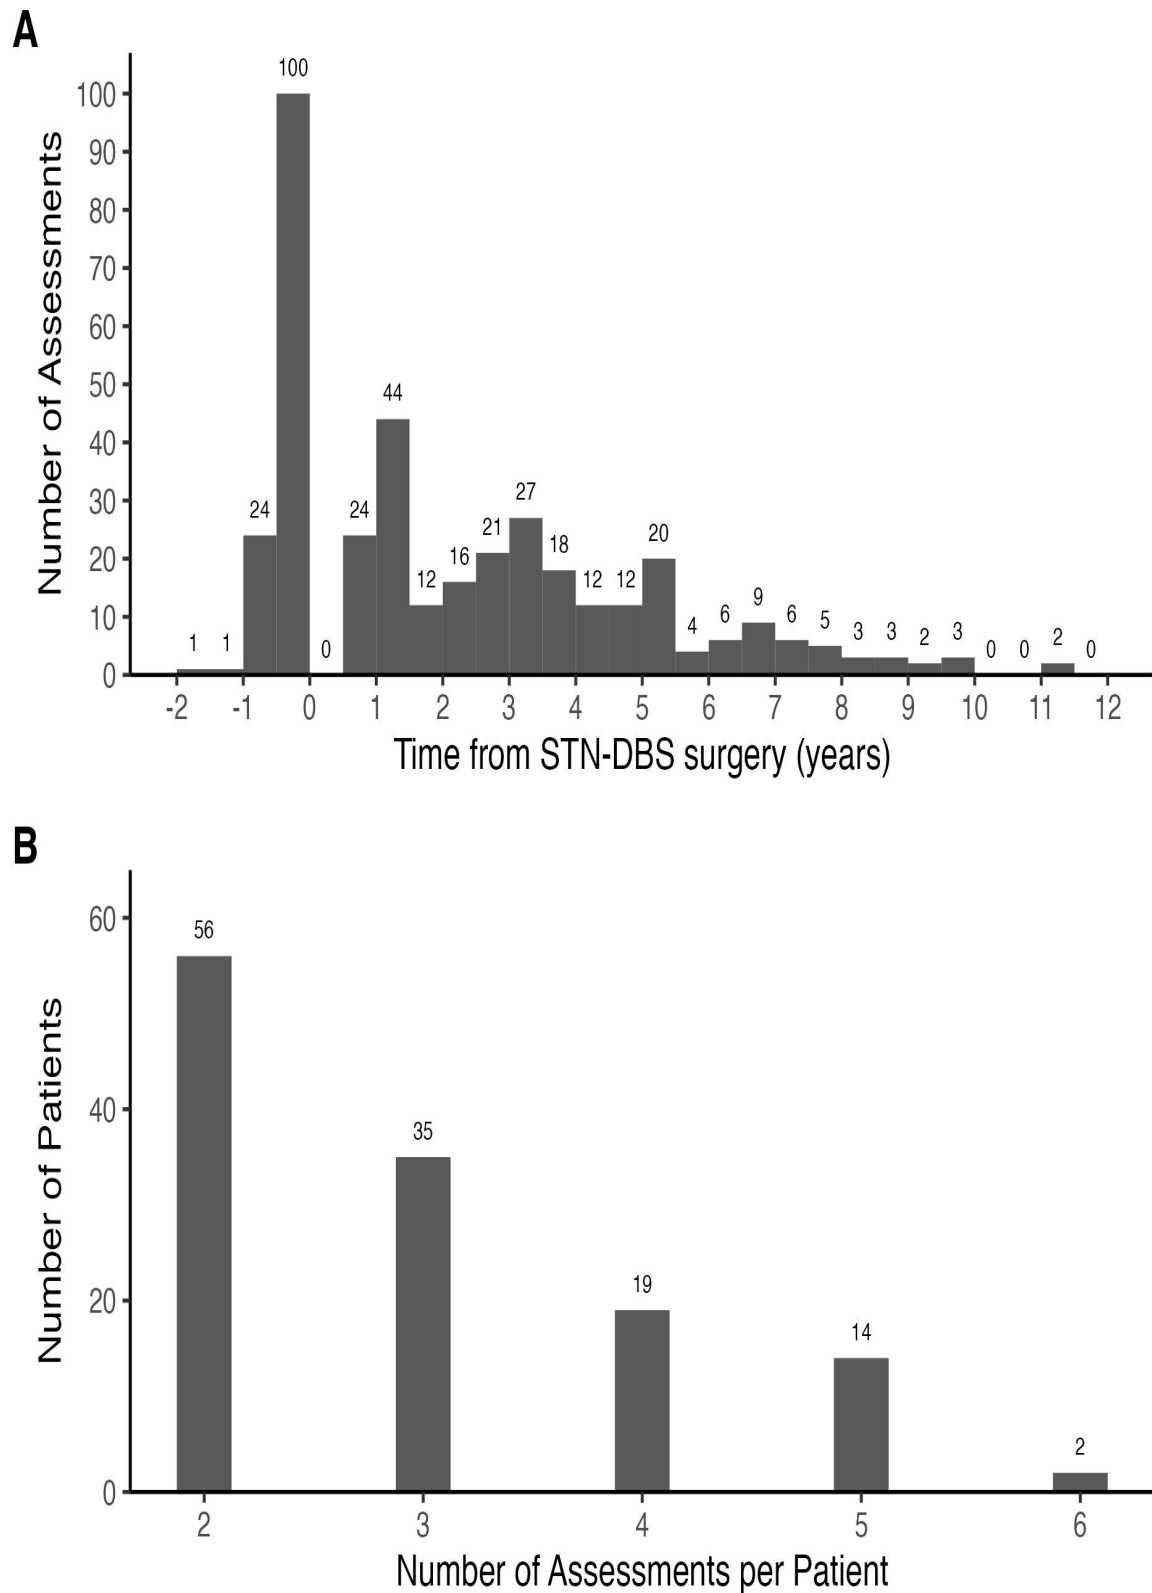 A
Number of Assessments
100
90
80
70
60
50
40
30
20
10
0
1 1 24 100 0 24 44 12 16 21 27 18 12 12 20 4 6 9 6 5 3 3 2 3 0 0 2 0
-2 -1 0 1 2 3 4 5 6 7 8 9 10 11 12
Time from STN-DBS surgery (years)
B
Number of Patients
60
40
20
0
56 35 19 14 2
2 3 4 5 6
Number of Assessments per Patient